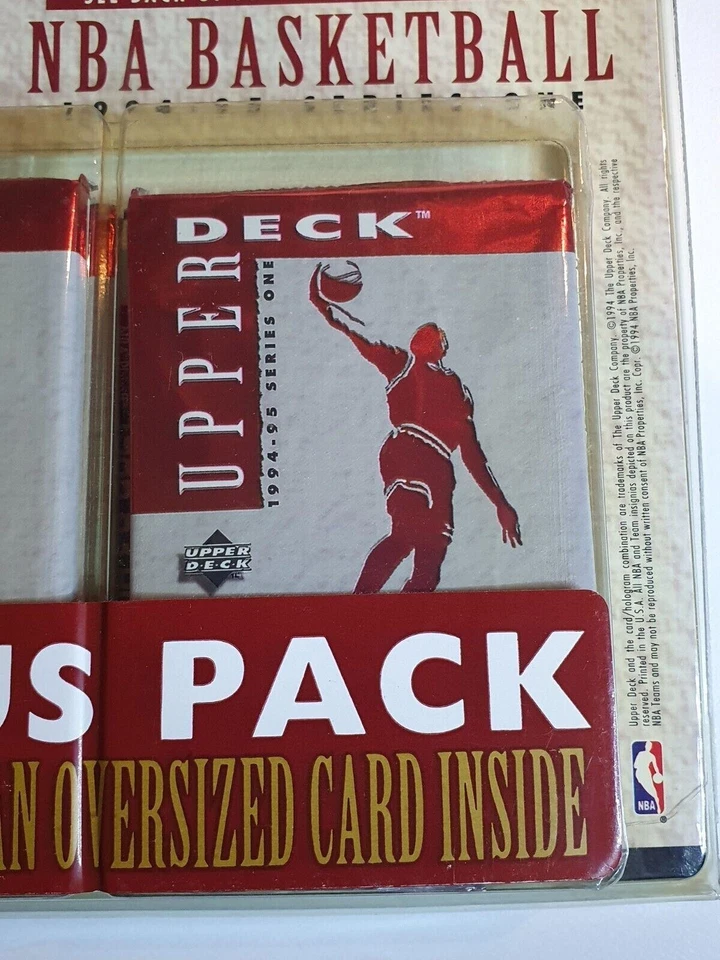 NBA BASKETBALL
1994-95 SERIES ONE
DECK™
UPPER
1994-95 SERIES ONE
UPPER
D·E·C·K
US PACK
AN OVERSIZED CARD INSIDE
Upper Deck and the card/hologram combination are trademarks of The Upper Deck Company. ©1994 The Upper Deck Company. All rights
reserved. Printed in the U.S.A. All NBA and Team insignias depicted on this product are the property of NBA Properties, Inc., and the respective
NBA Teams and may not be reproduced without written consent of NBA Properties, Inc. Copr. ©1994 NBA Properties, Inc.
NBA
®